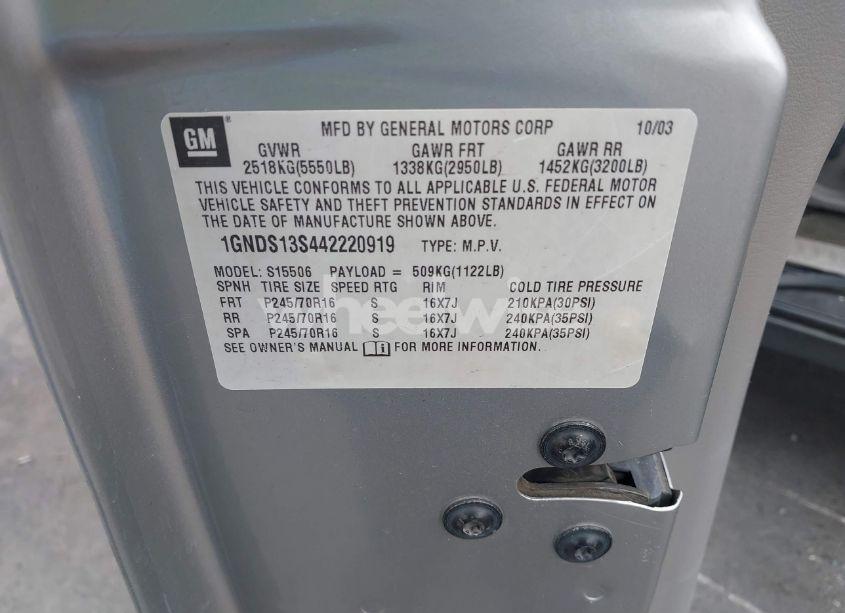 GM ® MFD BY GENERAL MOTORS CORP 10/03
GVWR GAWR FRT GAWR RR
2518KG(5550LB) 1338KG(2950LB) 1452KG(3200LB)
THIS VEHICLE CONFORMS TO ALL APPLICABLE U.S. FEDERAL MOTOR
VEHICLE SAFETY AND THEFT PREVENTION STANDARDS IN EFFECT ON
THE DATE OF MANUFACTURE SHOWN ABOVE.
1GNDS13S442220919 TYPE: M.P.V.
MODEL: S15506 PAYLOAD = 509KG(1122LB)
SPNH TIRE SIZE SPEED RTG RIM COLD TIRE PRESSURE
FRT P245/70R16 S 16X7J 210KPA(30PSI)
RR P245/70R16 S 16X7J 240KPA(35PSI)
SPA P245/70R16 S 16X7J 240KPA(35PSI)
SEE OWNER'S MANUAL FOR MORE INFORMATION.